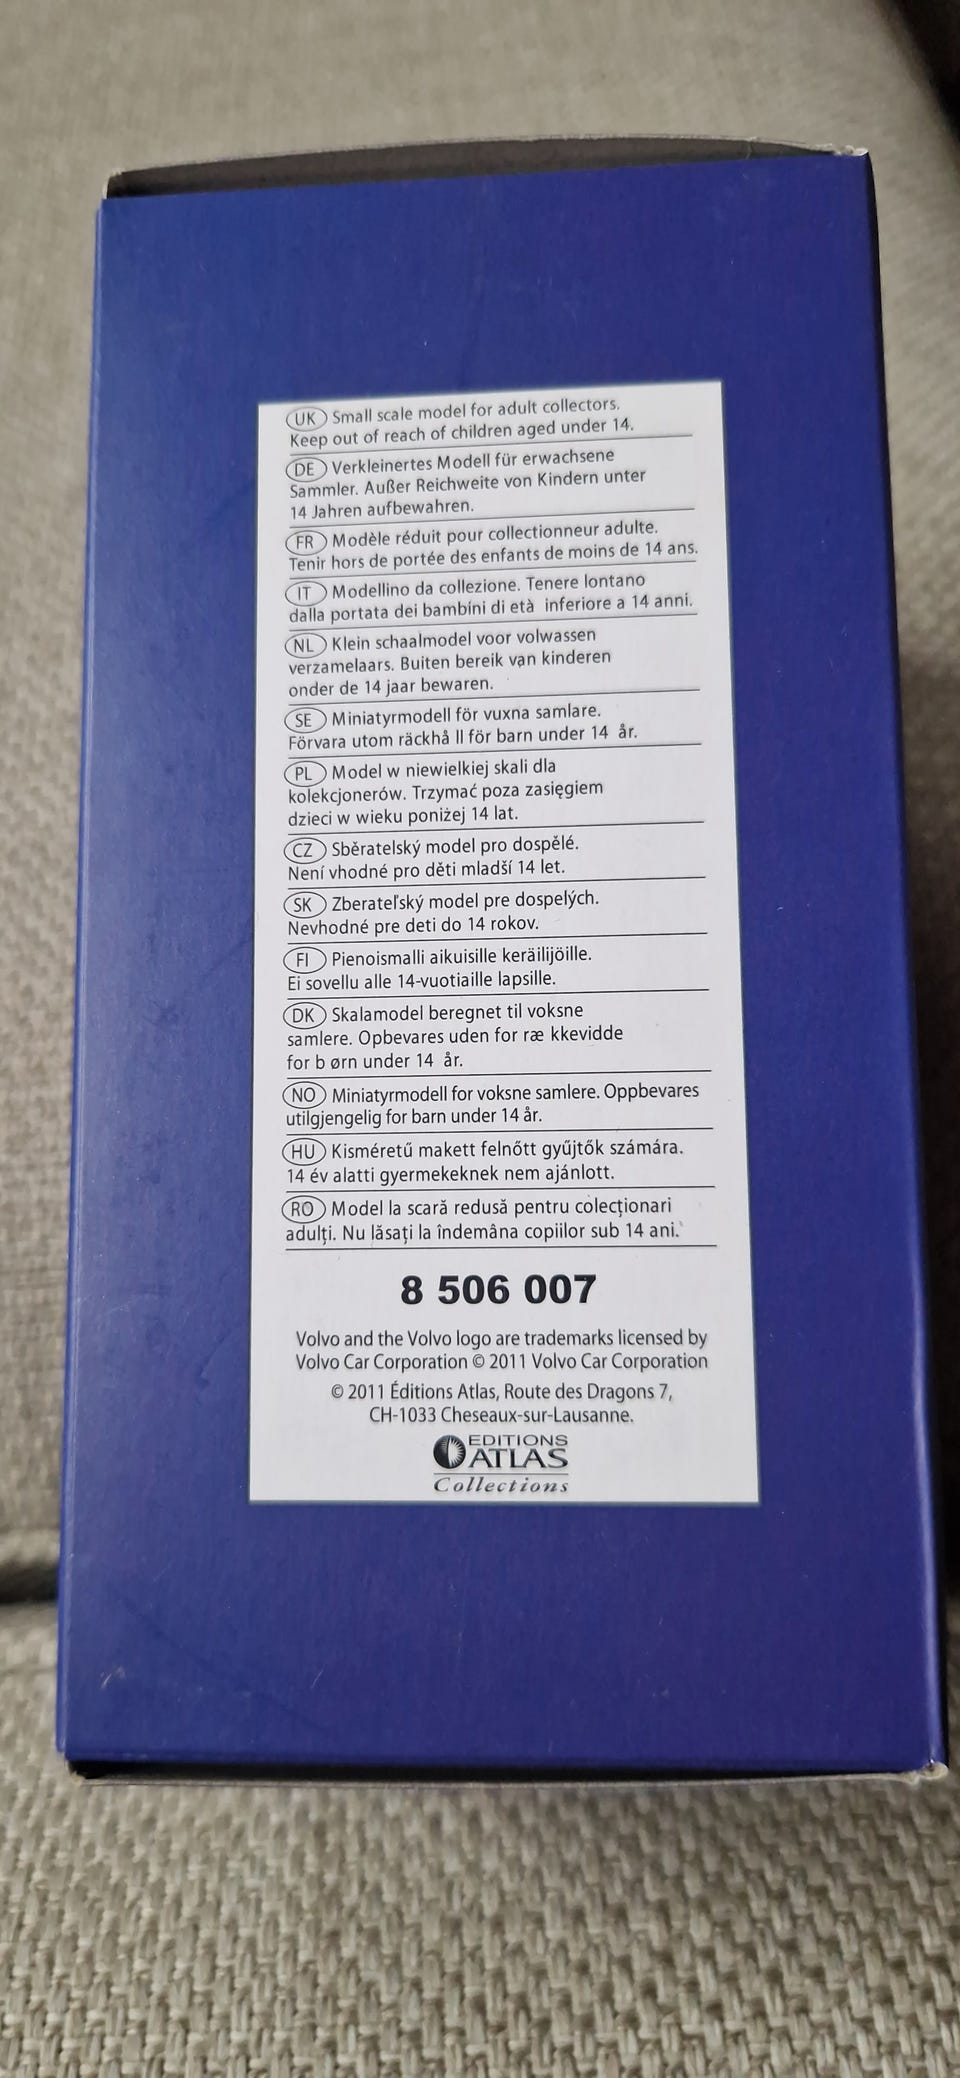 UK Small scale model for adult collectors.
Keep out of reach of children aged under 14.
DE Verkleinertes Modell für erwachsene
Sammler. Außer Reichweite von Kindern unter
14 Jahren aufbewahren.
FR Modèle réduit pour collectionneur adulte.
Tenir hors de portée des enfants de moins de 14 ans.
IT Modellino da collezione. Tenere lontano
dalla portata dei bambini di età inferiore a 14 anni.
NL Klein schaalmodel voor volwassen
verzamelaars. Buiten bereik van kinderen
onder de 14 jaar bewaren.
SE Miniatyrmodell för vuxna samlare.
Förvara utom räckhå ll för barn under 14 år.
PL Model w niewielkiej skali dla
kolekcjonerów. Trzymać poza zasięgiem
dzieci w wieku poniżej 14 lat.
CZ Sběratelský model pro dospělé.
Není vhodné pro děti mladší 14 let.
SK Zberateľský model pre dospelých.
Nevhodné pre deti do 14 rokov.
FI Pienoismalli aikuisille keräilijöille.
Ei sovellu alle 14-vuotiaille lapsille.
DK Skalamodel beregnet til voksne
samlere. Opbevares uden for ræ kkevidde
for b ørn under 14 år.
NO Miniatyrmodell for voksne samlere. Oppbevares
utilgjengelig for barn under 14 år.
HU Kisméretű makett felnőtt gyűjtők számára.
14 év alatti gyermekeknek nem ajánlott.
RO Model la scară redusă pentru colecționari
adulți. Nu lăsați la îndemâna copiilor sub 14 ani.
8 506 007
Volvo and the Volvo logo are trademarks licensed by
Volvo Car Corporation © 2011 Volvo Car Corporation
© 2011 Éditions Atlas, Route des Dragons 7,
CH-1033 Cheseaux-sur-Lausanne.
EDITIONS
ATLAS
Collections